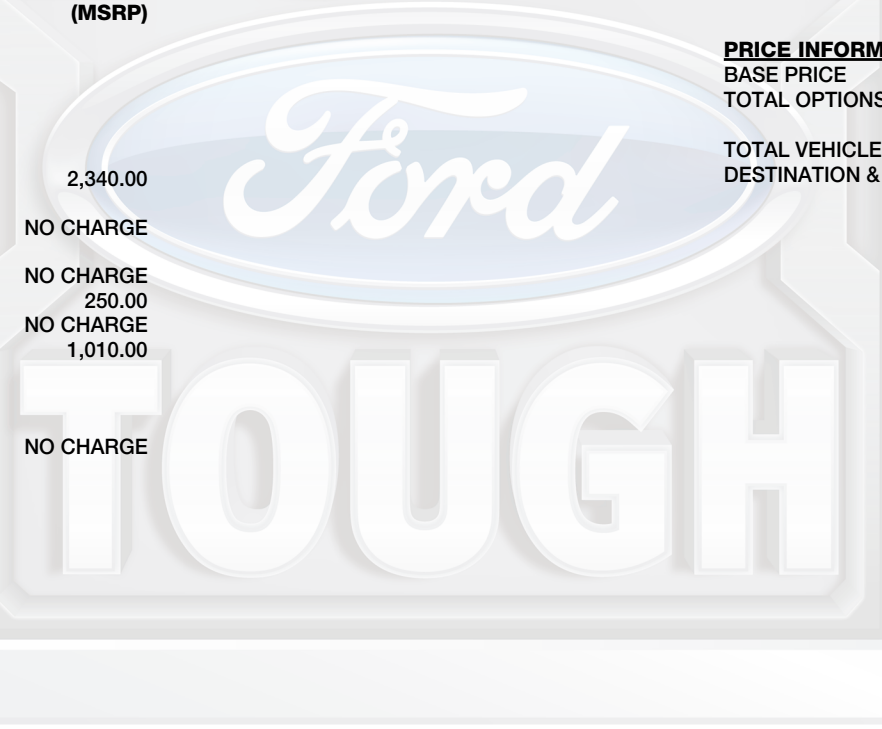 (MSRP)
2,340.00
NO CHARGE
NO CHARGE
250.00
NO CHARGE
1,010.00
NO CHARGE
PRICE INFORM
BASE PRICE
TOTAL OPTIONS
TOTAL VEHICLE
DESTINATION &
Ford
TOUGH